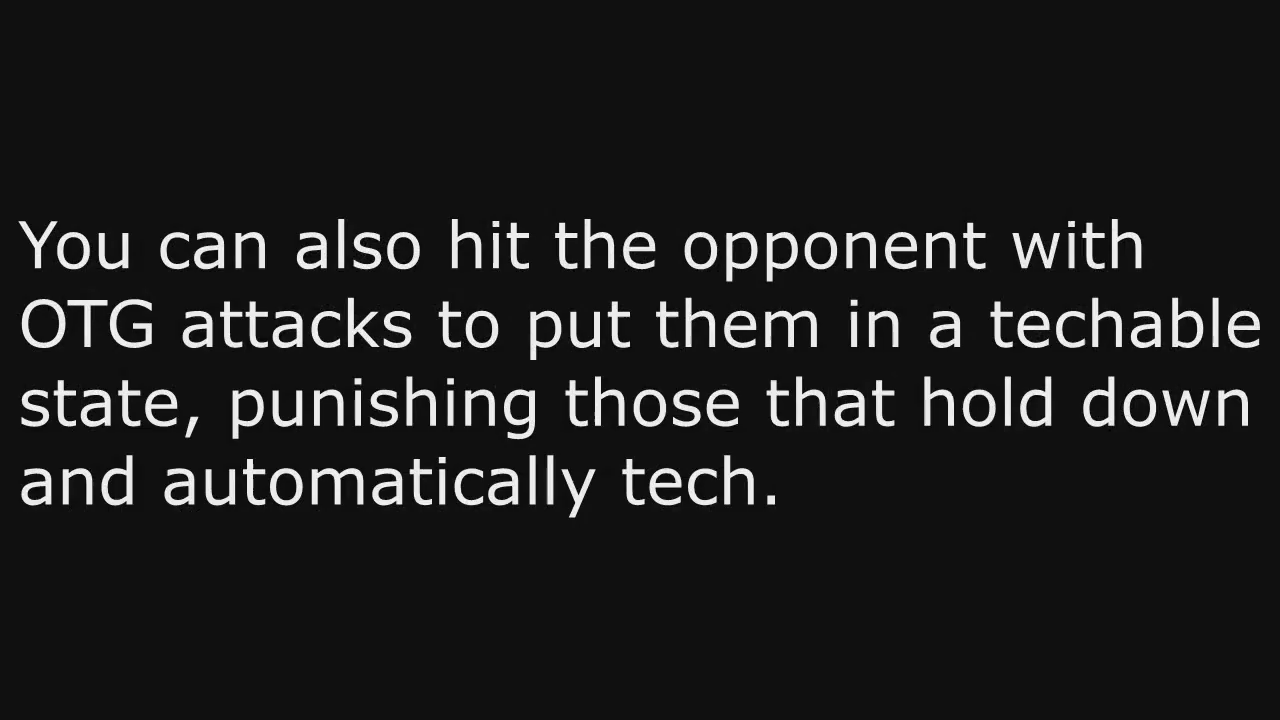 You can also hit the opponent with
OTG attacks to put them in a techable
state, punishing those that hold down
and automatically tech.